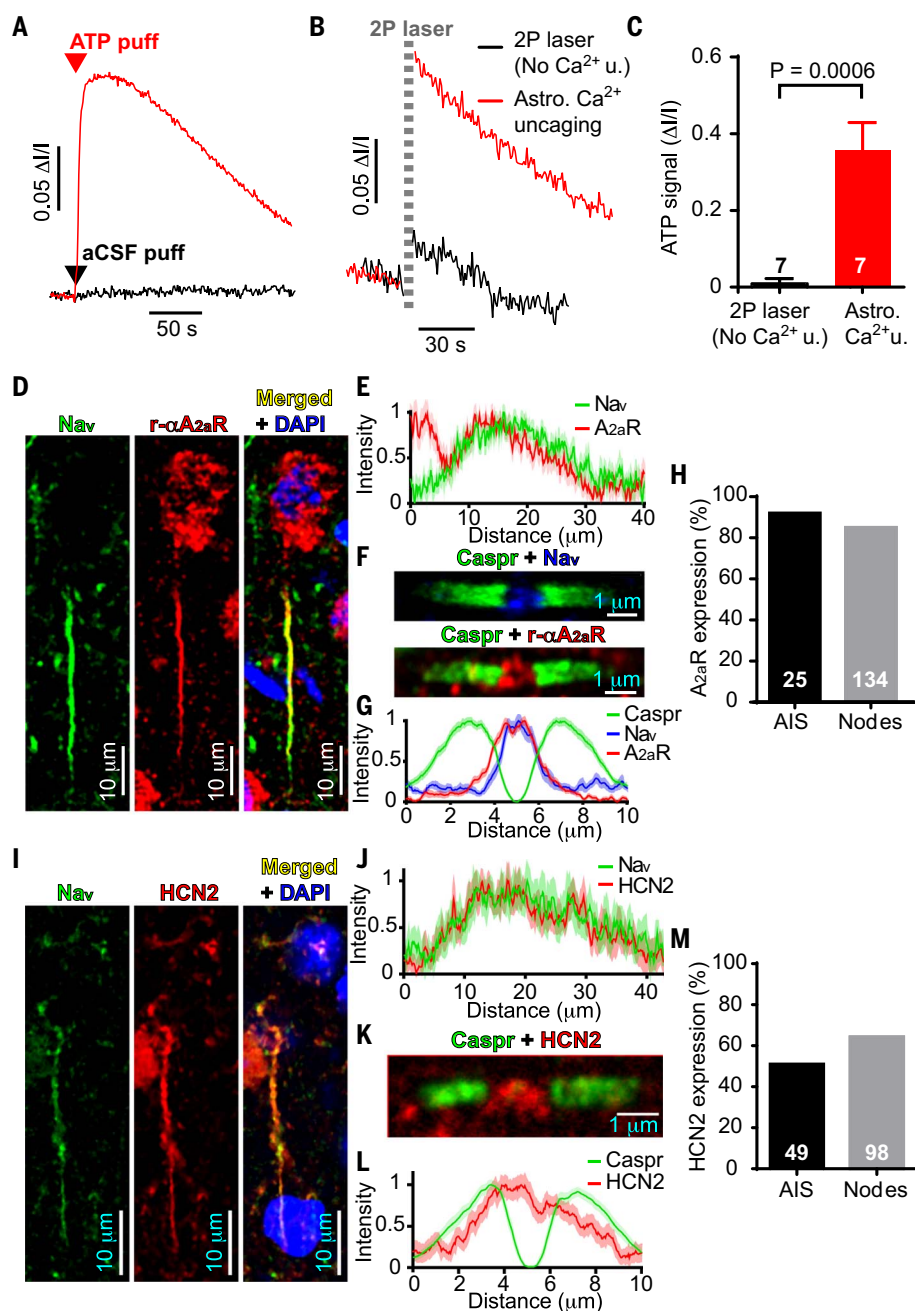 A
ATP puff
0.05 ΔI/I
aCSF puff
50 s
B
2P laser
2P laser
(No Ca²⁺ u.)
Astro. Ca²⁺
uncaging
0.05 ΔI/I
30 s
C
P = 0.0006
ATP signal (ΔI/I)
0.6
0.4
0.2
0
7
7
2P laser
(No Ca²⁺ u.)
Astro.
Ca²⁺u.
D
Nav
r-αA2aR
Merged
+ DAPI
10 μm
10 μm
10 μm
E
Nav
A2aR
Intensity
1
0.5
0
0 10 20 30 40
Distance (μm)
F
Caspr + Nav
1 μm
Caspr + r-αA2aR
1 μm
G
Caspr
Nav
A2aR
Intensity
1
0.5
0
0 2 4 6 8 10
Distance (μm)
H
A2aR expression (%)
100
80
60
40
20
0
25
134
AIS
Nodes
I
Nav
HCN2
Merged
+ DAPI
10 μm
10 μm
10 μm
J
Nav
HCN2
Intensity
1
0.5
0
0 10 20 30 40
Distance (μm)
K
Caspr + HCN2
1 μm
L
Caspr
HCN2
Intensity
1
0.5
0
0 2 4 6 8 10
Distance (μm)
M
HCN2 expression (%)
100
80
60
40
20
0
49
98
AIS
Nodes